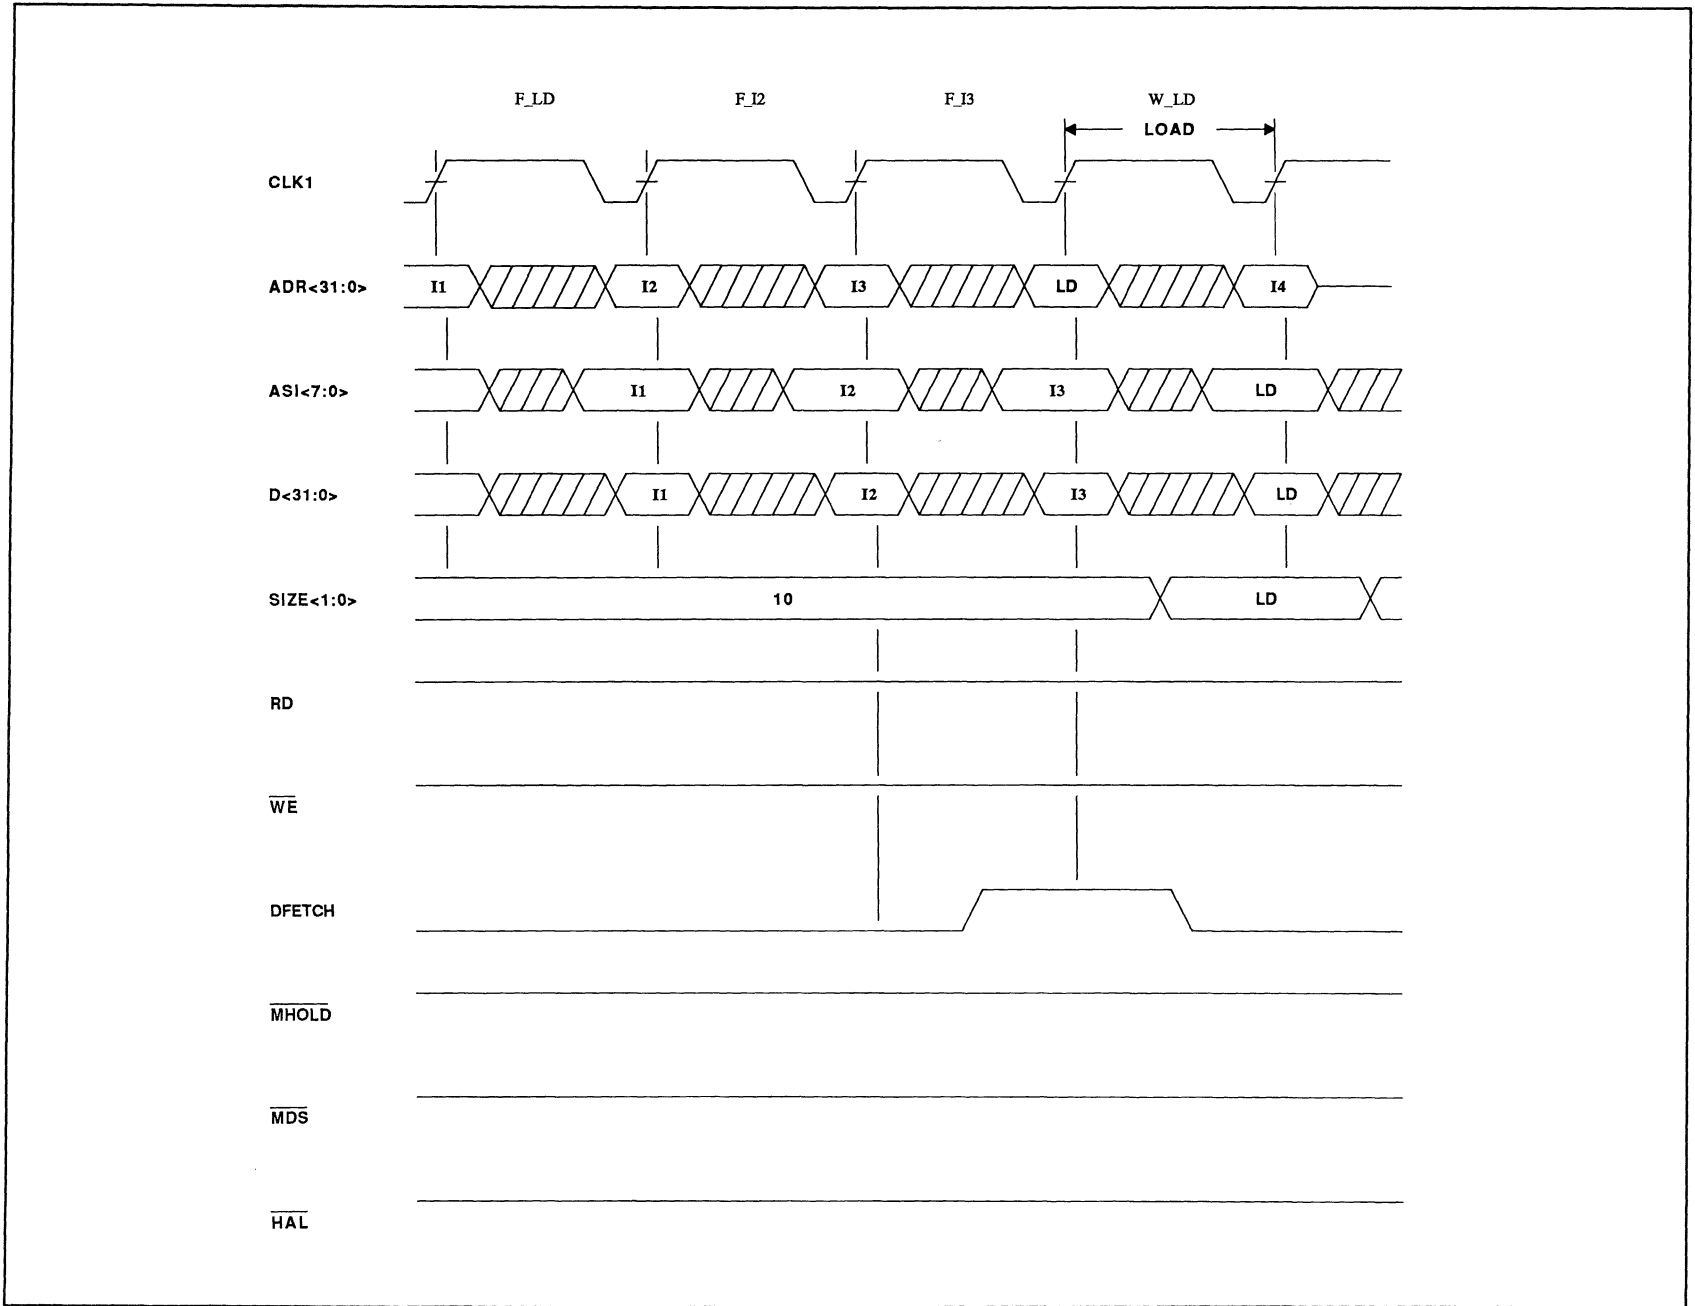 F_LD F_I2 F_I3 W_LD
LOAD
CLK1
ADR<31:0> I1 I2 I3 LD I4
ASI<7:0> I1 I2 I3 LD
D<31:0> I1 I2 I3 LD
SIZE<1:0> 10 LD
RD
WE
DFETCH
MHOLD
MDS
HAL